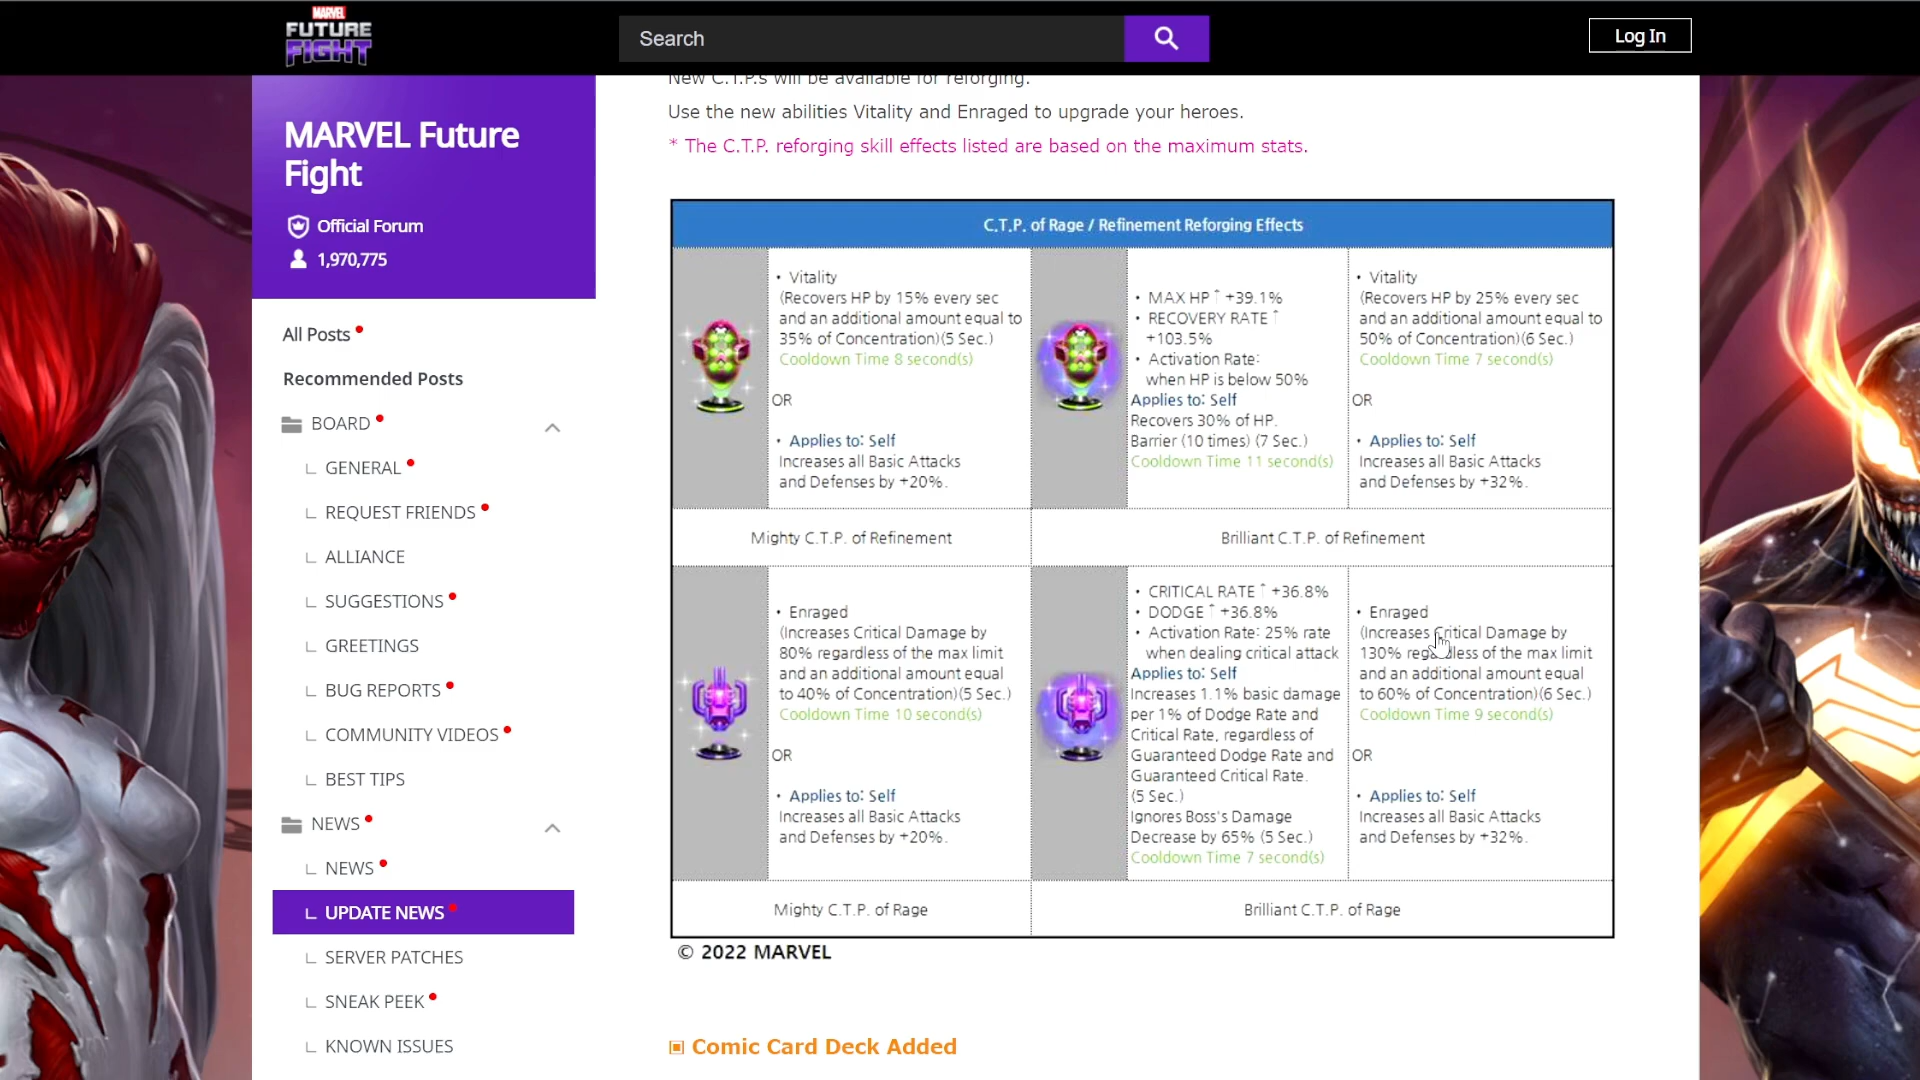 MARVEL
FUTURE
FIGHT
Search
Log In
MARVEL Future
Fight
Official Forum
1,970,775
All Posts
Recommended Posts
BOARD
GENERAL
REQUEST FRIENDS
ALLIANCE
SUGGESTIONS
GREETINGS
BUG REPORTS
COMMUNITY VIDEOS
BEST TIPS
NEWS
NEWS
UPDATE NEWS
SERVER PATCHES
SNEAK PEEK
KNOWN ISSUES
New C.T.P.s will be available for reforging.
Use the new abilities Vitality and Enraged to upgrade your heroes.
* The C.T.P. reforging skill effects listed are based on the maximum stats.
C.T.P. of Rage / Refinement Reforging Effects
• Vitality
(Recovers HP by 15% every sec
and an additional amount equal to
35% of Concentration)(5 Sec.)
Cooldown Time 8 second(s)
OR
• Applies to: Self
Increases all Basic Attacks
and Defenses by +20%.
• MAX HP↑ +39.1%
• RECOVERY RATE↑
+103.5%
• Activation Rate:
when HP is below 50%
Applies to: Self
Recovers 30% of HP.
Barrier (10 times) (7 Sec.)
Cooldown Time 11 second(s)
• Vitality
(Recovers HP by 25% every sec
and an additional amount equal to
50% of Concentration)(6 Sec.)
Cooldown Time 7 second(s)
OR
• Applies to: Self
Increases all Basic Attacks
and Defenses by +32%.
Mighty C.T.P. of Refinement
Brilliant C.T.P. of Refinement
• Enraged
(Increases Critical Damage by
80% regardless of the max limit
and an additional amount equal
to 40% of Concentration)(5 Sec.)
Cooldown Time 10 second(s)
OR
• Applies to: Self
Increases all Basic Attacks
and Defenses by +20%.
• CRITICAL RATE↑ +36.8%
• DODGE↑ +36.8%
• Activation Rate: 25% rate
when dealing critical attack
Applies to: Self
Increases 1.1% basic damage
per 1% of Dodge Rate and
Critical Rate, regardless of
Guaranteed Dodge Rate and
Guaranteed Critical Rate.
(5 Sec.)
Ignores Boss's Damage
Decrease by 65% (5 Sec.)
Cooldown Time 7 second(s)
• Enraged
(Increases Critical Damage by
130% regardless of the max limit
and an additional amount equal
to 60% of Concentration)(6 Sec.)
Cooldown Time 9 second(s)
OR
• Applies to: Self
Increases all Basic Attacks
and Defenses by +32%.
Mighty C.T.P. of Rage
Brilliant C.T.P. of Rage
© 2022 MARVEL
▣ Comic Card Deck Added